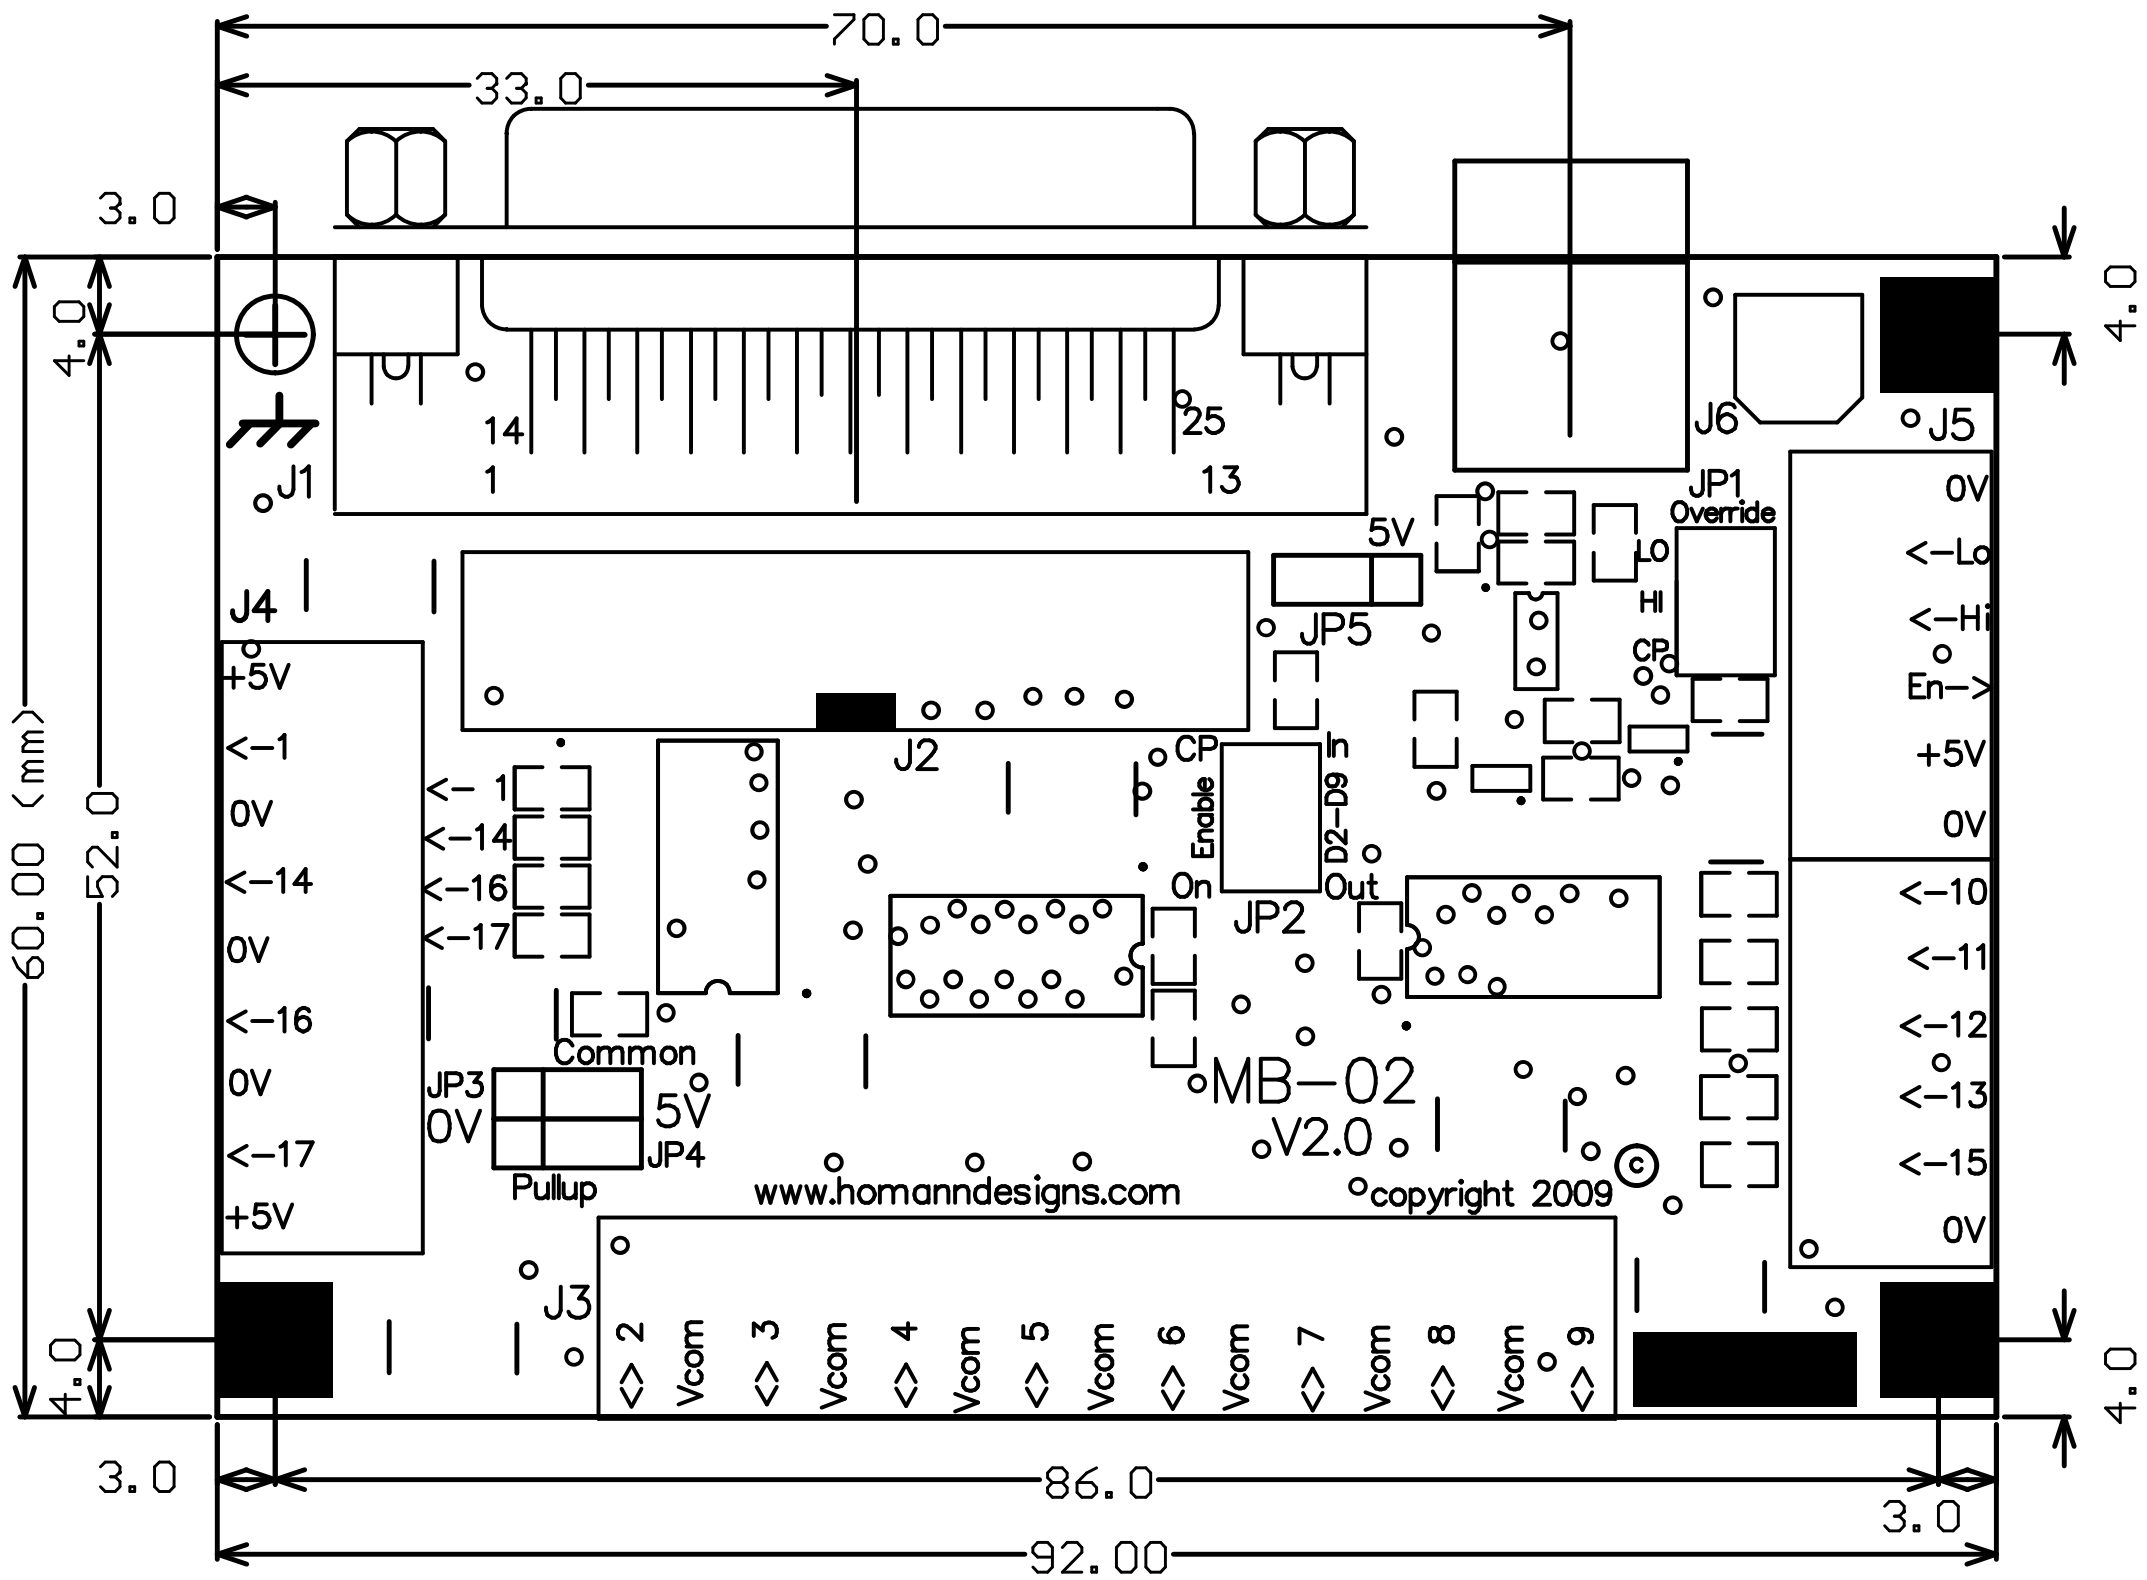 70.0
33.0
3.0
4.0
4.0
14
25
1
13
J1
J6
J5
JP1
Override
0V
5V
LO
<-Lo
HI
<-Hi
J4
JP5
CP
+5V
En->
<-1
J2
CP
In
+5V
60.00 (mm)
52.0
<- 1
Enable
D2-D9
0V
0V
<-14
<-14
<-16
On
Out
<-10
<-17
JP2
0V
<-11
<-16
<-12
Common
0V
JP3
0V
5V
JP4
MB-02
<-13
V2.0
<-17
c
<-15
Pullup
www.homanndesigns.com
copyright 2009
+5V
0V
J3
<> 2
Vcom
<> 3
Vcom
<> 4
Vcom
<> 5
Vcom
<> 6
Vcom
<> 7
Vcom
<> 8
Vcom
<> 9
4.0
4.0
3.0
86.0
3.0
92.00